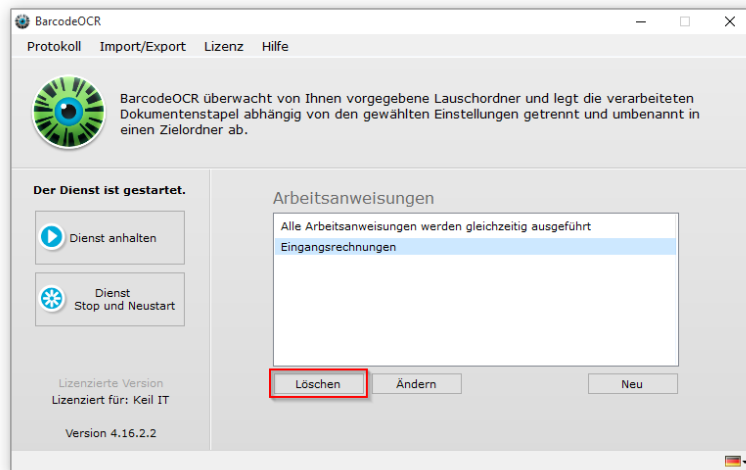 BarcodeOCR
Protokoll Import/Export Lizenz Hilfe
BarcodeOCR überwacht von Ihnen vorgegebene Lauschordner und legt die verarbeiteten
Dokumentenstapel abhängig von den gewählten Einstellungen getrennt und umbenannt in
einen Zielordner ab.
Der Dienst ist gestartet.
Dienst anhalten
Dienst
Stop und Neustart
Lizenzierte Version
Lizenziert für: Keil IT
Version 4.16.2.2
Arbeitsanweisungen
Alle Arbeitsanweisungen werden gleichzeitig ausgeführt
Eingangsrechnungen
Löschen Ändern Neu